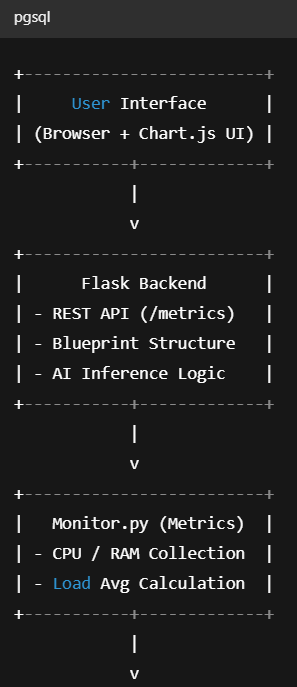 pgsql
+-------------------------+
|     User Interface      |
| (Browser + Chart.js UI) |
+-----------+-------------+
            |
            v
+-------------------------+
|      Flask Backend      |
| - REST API (/metrics)   |
| - Blueprint Structure   |
| - AI Inference Logic    |
+-----------+-------------+
            |
            v
+-------------------------+
|   Monitor.py (Metrics)  |
| - CPU / RAM Collection  |
| - Load Avg Calculation  |
+-----------+-------------+
            |
            v